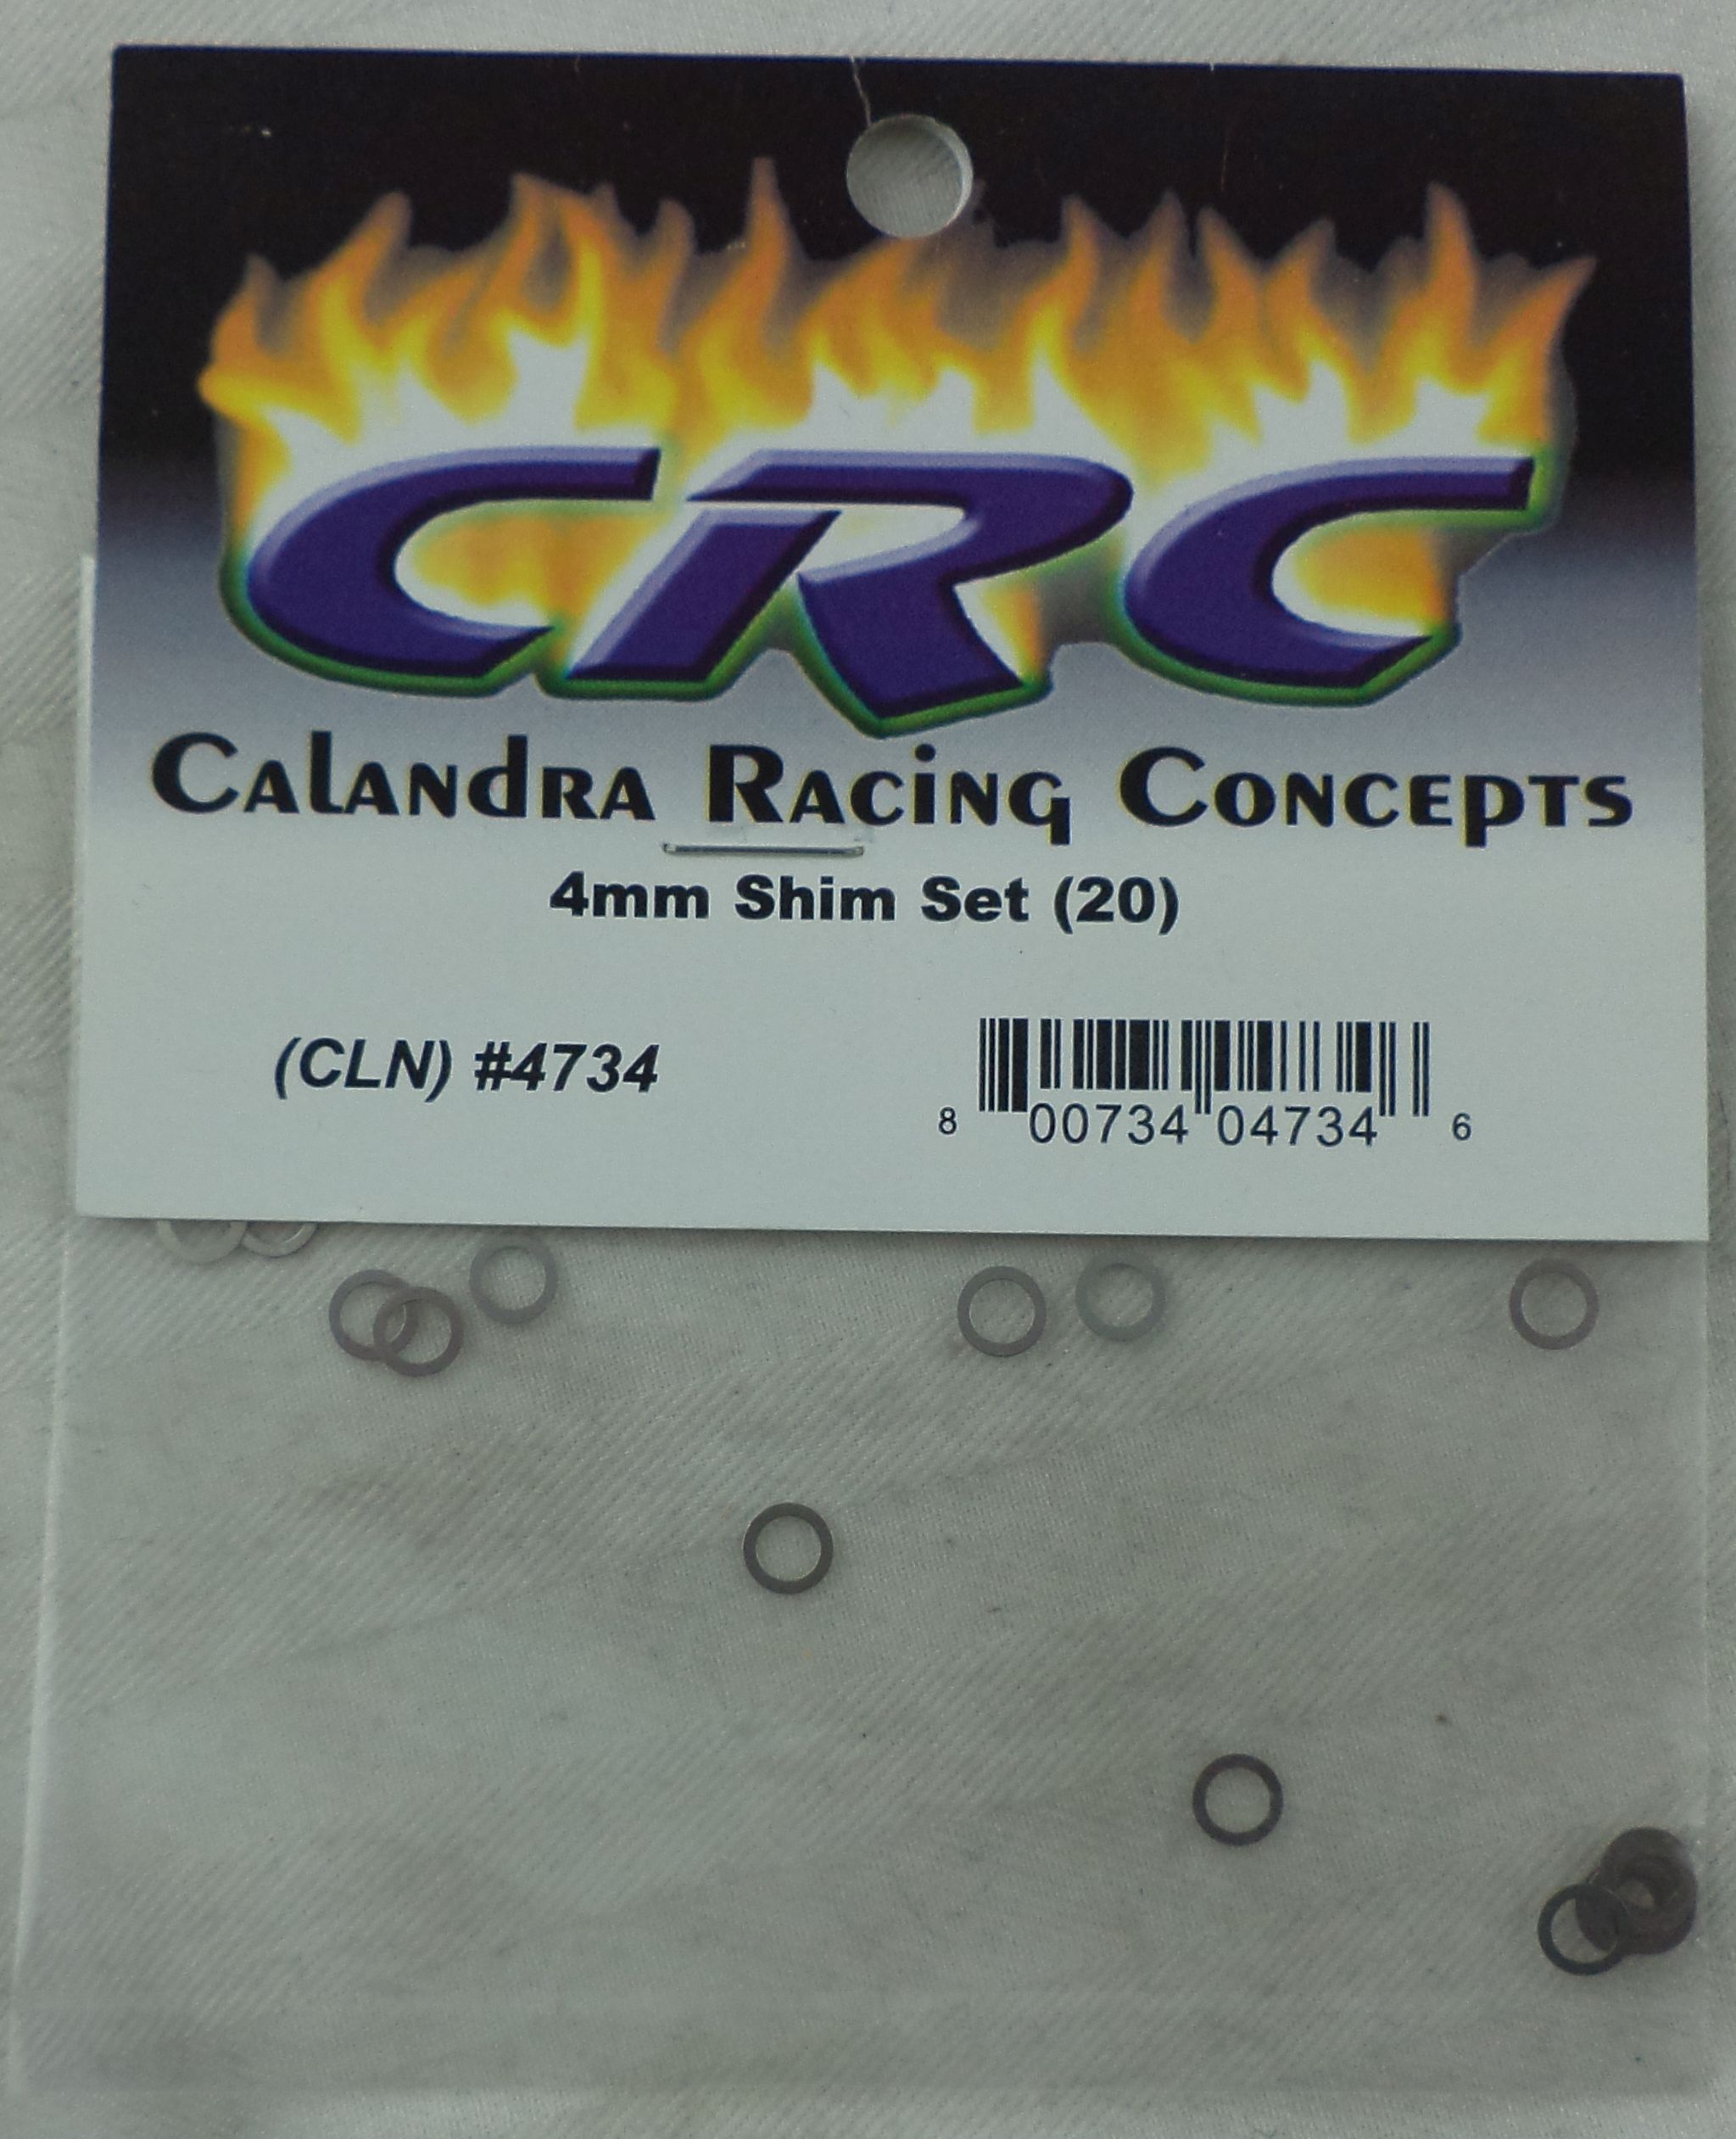 CRC
Calandra Racing Concepts
4mm Shim Set (20)
(CLN) #4734
8 00734 04734 6